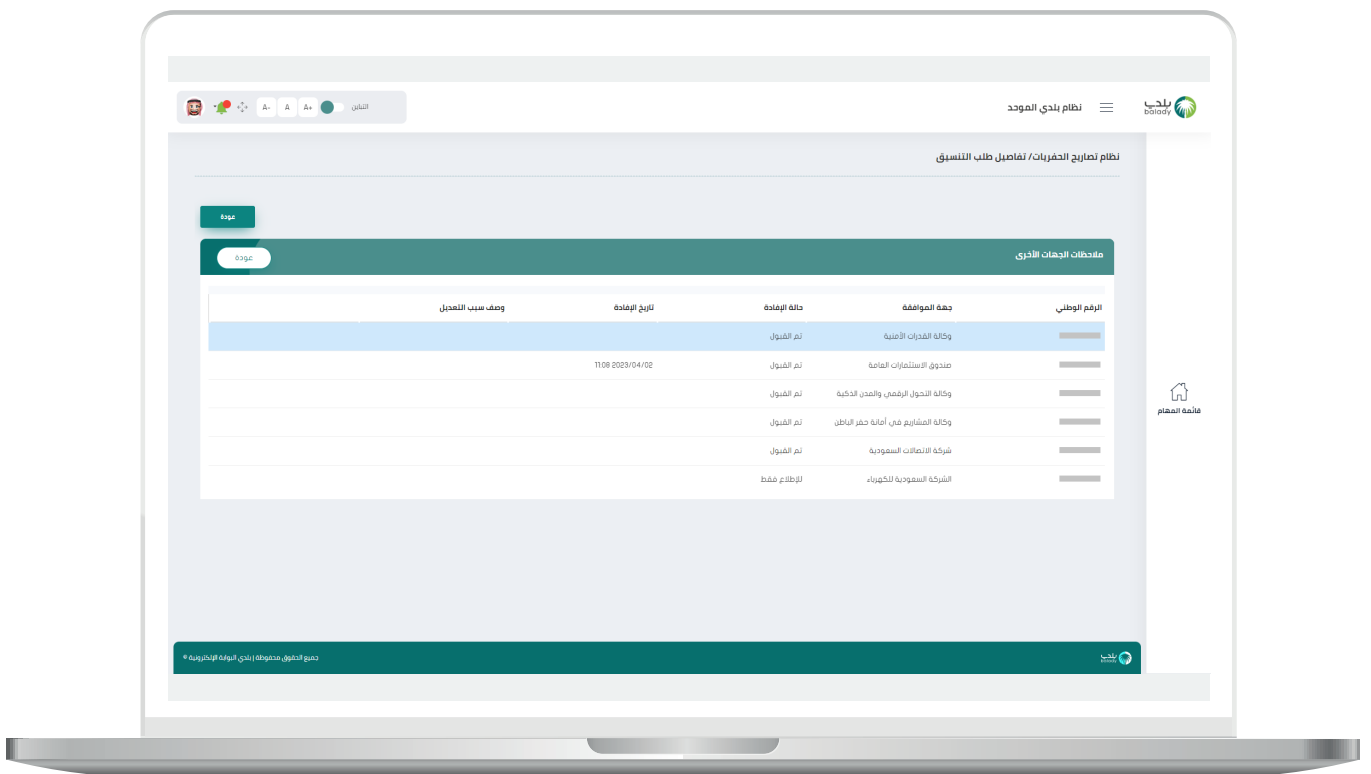 بلدي
balady
نظام بلدي الموحد
التباين
A+ A A-
نظام تصاريح الحفريات/ تفاصيل طلب التنسيق
عودة
ملاحظات الجهات الأخرى
عودة
الرقم الوطني جهة الموافقة حالة الإفادة تاريخ الإفادة وصف سبب التعديل
وكالة القدرات الأمنية تم القبول
صندوق الاستثمارات العامة تم القبول 2023/04/02 11:08
وكالة التحول الرقمي والمدن الذكية تم القبول
وكالة المشاريع في أمانة حفر الباطن تم القبول
شركة الاتصالات السعودية تم القبول
الشركة السعودية للكهرباء للإطلاع فقط
قائمة المهام
بلدي
balady
جميع الحقوق محفوظة | بلدي البوابة الإلكترونية ©